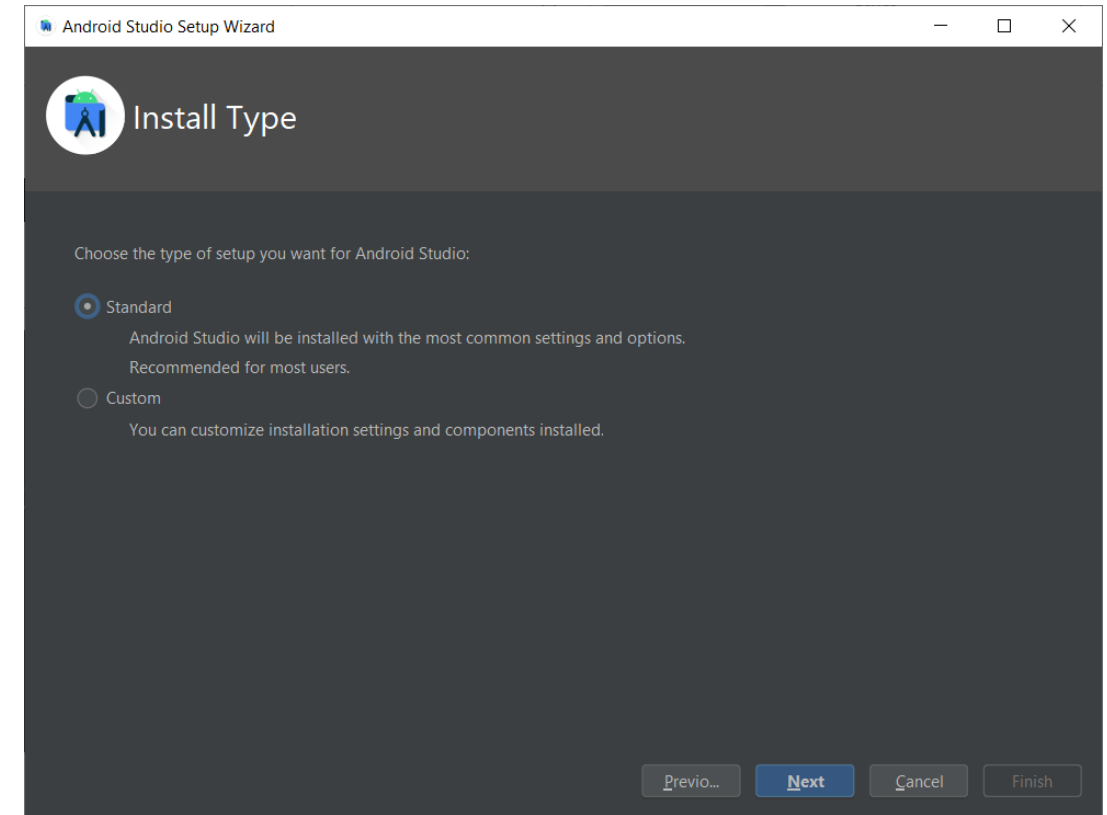 Android Studio Setup Wizard
Install Type
Choose the type of setup you want for Android Studio:
Standard
Android Studio will be installed with the most common settings and options.
Recommended for most users.
Custom
You can customize installation settings and components installed.
Previo... Next Cancel Finish